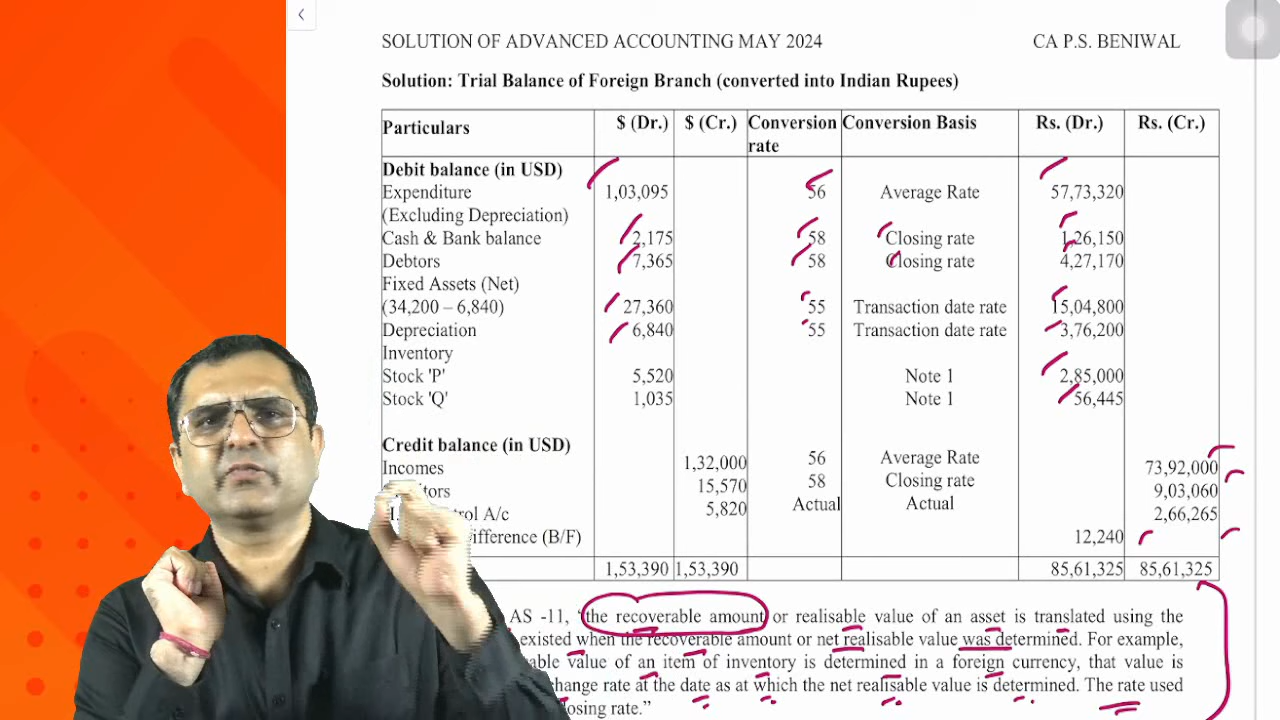 SOLUTION OF ADVANCED ACCOUNTING MAY 2024 CA P.S. BENIWAL
Solution: Trial Balance of Foreign Branch (converted into Indian Rupees)
Particulars $ (Dr.) $ (Cr.) Conversion rate Conversion Basis Rs. (Dr.) Rs. (Cr.)
Debit balance (in USD)
Expenditure 1,03,095 56 Average Rate 57,73,320
(Excluding Depreciation)
Cash & Bank balance 2,175 58 Closing rate 1,26,150
Debtors 7,365 58 Closing rate 4,27,170
Fixed Assets (Net)
(34,200 – 6,840) 27,360 55 Transaction date rate 15,04,800
Depreciation 6,840 55 Transaction date rate 3,76,200
Inventory
Stock 'P' 5,520 Note 1 2,85,000
Stock 'Q' 1,035 Note 1 56,445
Credit balance (in USD)
Incomes 1,32,000 56 Average Rate 73,92,000
15,570 58 Closing rate 9,03,060
A/c 5,820 Actual Actual 2,66,265
(B/F) 12,240
1,53,390 1,53,390 85,61,325 85,61,325
AS -11, "the recoverable amount or realisable value of an asset is translated using the
existed when the recoverable amount or net realisable value was determined. For example,
value of an item of inventory is determined in a foreign currency, that value is
rate at the date as at which the net realisable value is determined. The rate used
rate."